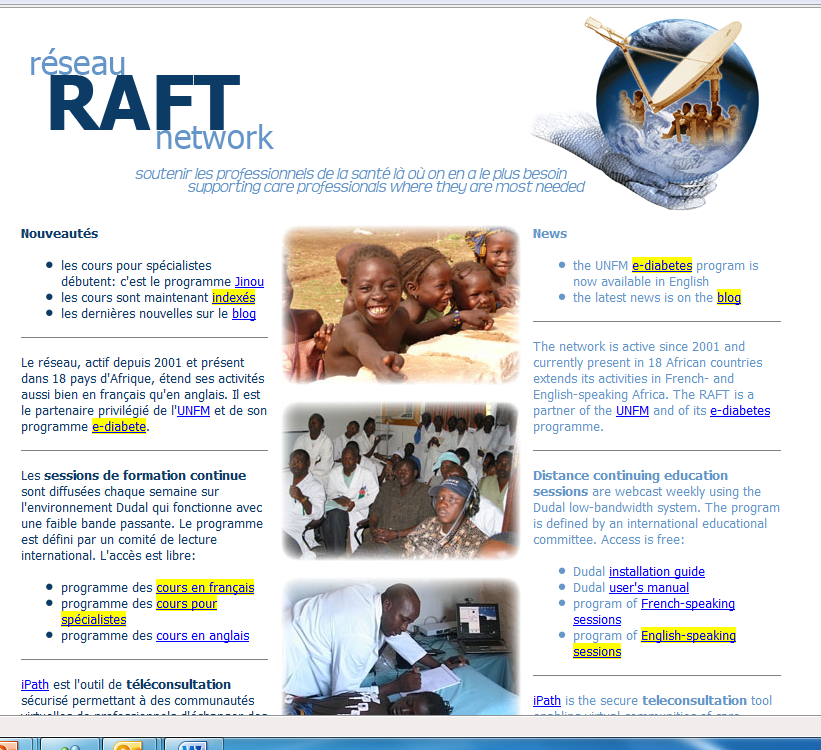 réseau
RAFT
network
soutenir les professionnels de la santé là où on en a le plus besoin
supporting care professionals where they are most needed
Nouveautés
les cours pour spécialistes
débutent: c'est le programme Jinou
les cours sont maintenant indexés
les dernières nouvelles sur le blog
Le réseau, actif depuis 2001 et présent
dans 18 pays d'Afrique, étend ses activités
aussi bien en français qu'en anglais. Il est
le partenaire privilégié de l'UNFM et de son
programme e-diabete.
Les sessions de formation continue
sont diffusées chaque semaine sur
l'environnement Dudal qui fonctionne avec
une faible bande passante. Le programme
est défini par un comité de lecture
international. L'accès est libre:
programme des cours en français
programme des cours pour
spécialistes
programme des cours en anglais
iPath est l'outil de téléconsultation
sécurisé permettant à des communautés
virtuelles de professionnels d'échanger des
News
the UNFM e-diabetes program is
now available in English
the latest news is on the blog
The network is active since 2001 and
currently present in 18 African countries
extends its activities in French- and
English-speaking Africa. The RAFT is a
partner of the UNFM and of its e-diabetes
programme.
Distance continuing education
sessions are webcast weekly using the
Dudal low-bandwidth system. The program
is defined by an international educational
committee. Access is free:
Dudal installation guide
Dudal user's manual
program of French-speaking
sessions
program of English-speaking
sessions
iPath is the secure teleconsultation tool
enabling virtual communities of care